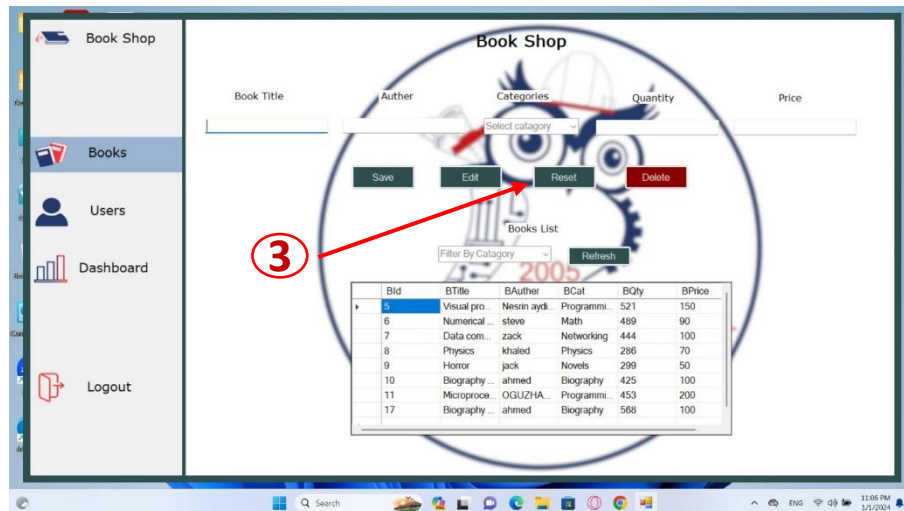 Book Shop
Book Shop
Book Title Auther Categories Quantity Price
Select catagory
Books
Save Edit Reset Delete
Users
Books List
3
Filter By Catagory Refresh
Dashboard
2005
BId BTitle BAuther BCat BQty BPrice
5 Visual pro... Nesrin aydi... Programmi... 521 150
6 Numerical ... steve Math 489 90
7 Data com... zack Networking 444 100
8 Physics khaled Physics 286 70
9 Horror jack Novels 299 50
10 Biography ... ahmed Biography 425 100
11 Microproce... OGUZHA... Programmi... 453 200
17 Biography ... ahmed Biography 568 100
Logout
Search
ENG
11:06 PM
1/1/2024